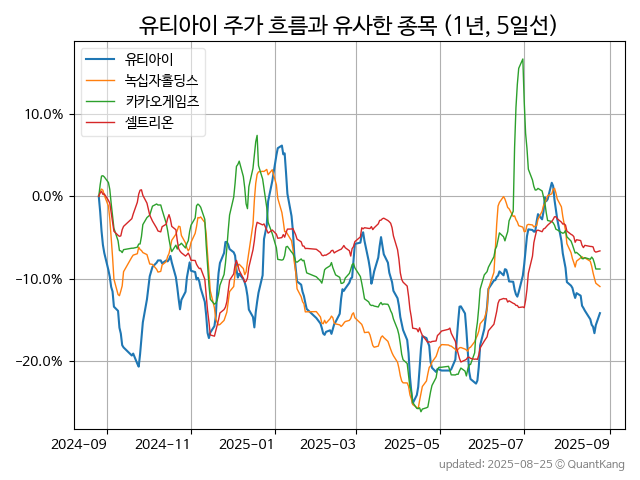 유티아이 주가 흐름과 유사한 종목 (1년, 5일선)
유티아이
녹십자홀딩스
카카오게임즈
셀트리온
10.0%
0.0%
−10.0%
−20.0%
2024-09 2024-11 2025-01 2025-03 2025-05 2025-07 2025-09
updated: 2025-08-25 © QuantKang